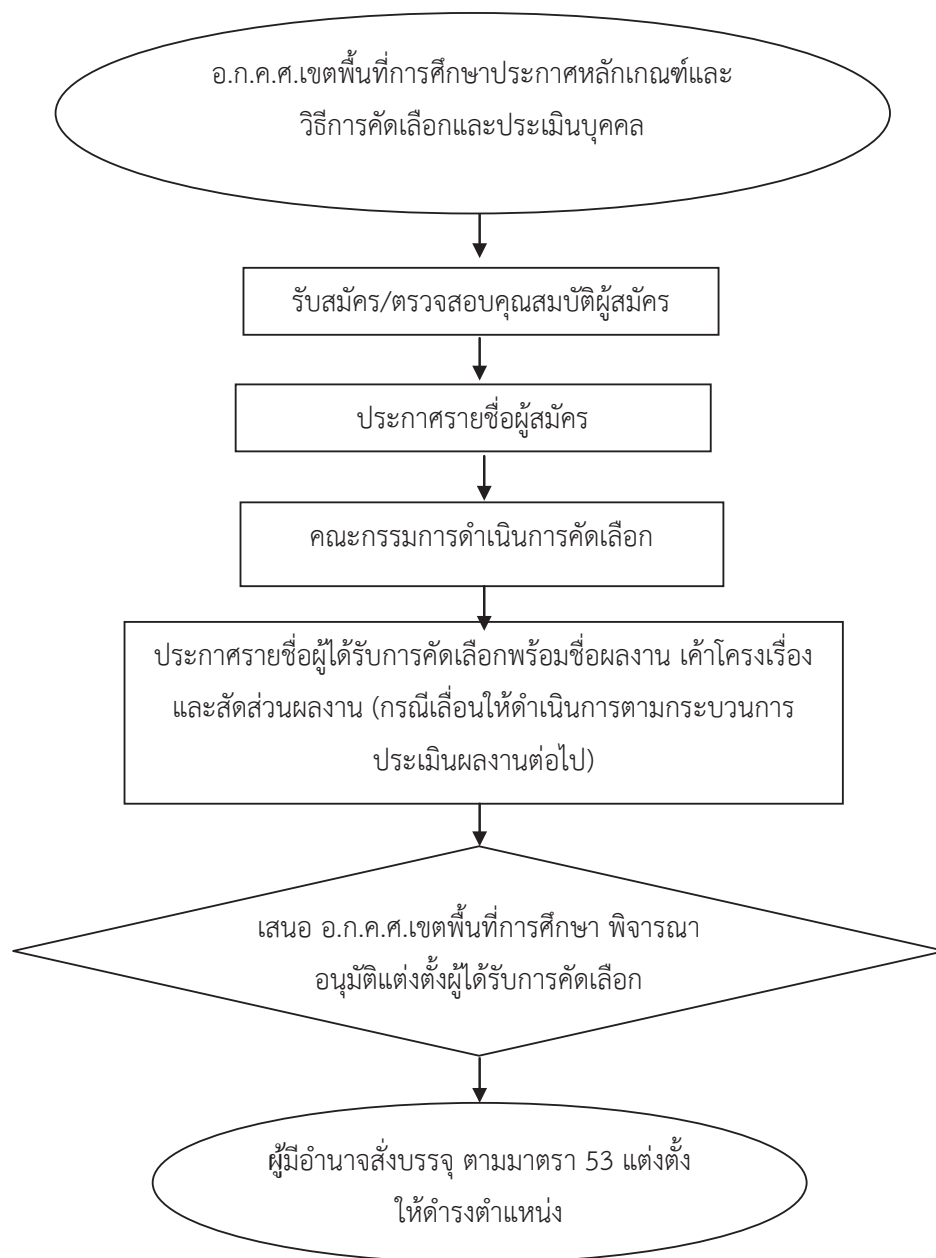 อ.ก.ค.ศ.เขตพื้นที่การศึกษาประกาศหลักเกณฑ์และ
วิธีการคัดเลือกและประเมินบุคคล
รับสมัคร/ตรวจสอบคุณสมบัติผู้สมัคร
ประกาศรายชื่อผู้สมัคร
คณะกรรมการดำเนินการคัดเลือก
ประกาศรายชื่อผู้ได้รับการคัดเลือกพร้อมชื่อผลงาน เค้าโครงเรื่อง
และสัดส่วนผลงาน (กรณีเลื่อนให้ดำเนินการตามกระบวนการ
ประเมินผลงานต่อไป)
เสนอ อ.ก.ค.ศ.เขตพื้นที่การศึกษา พิจารณา
อนุมัติแต่งตั้งผู้ได้รับการคัดเลือก
ผู้มีอำนาจสั่งบรรจุ ตามมาตรา 53 แต่งตั้ง
ให้ดำรงตำแหน่ง